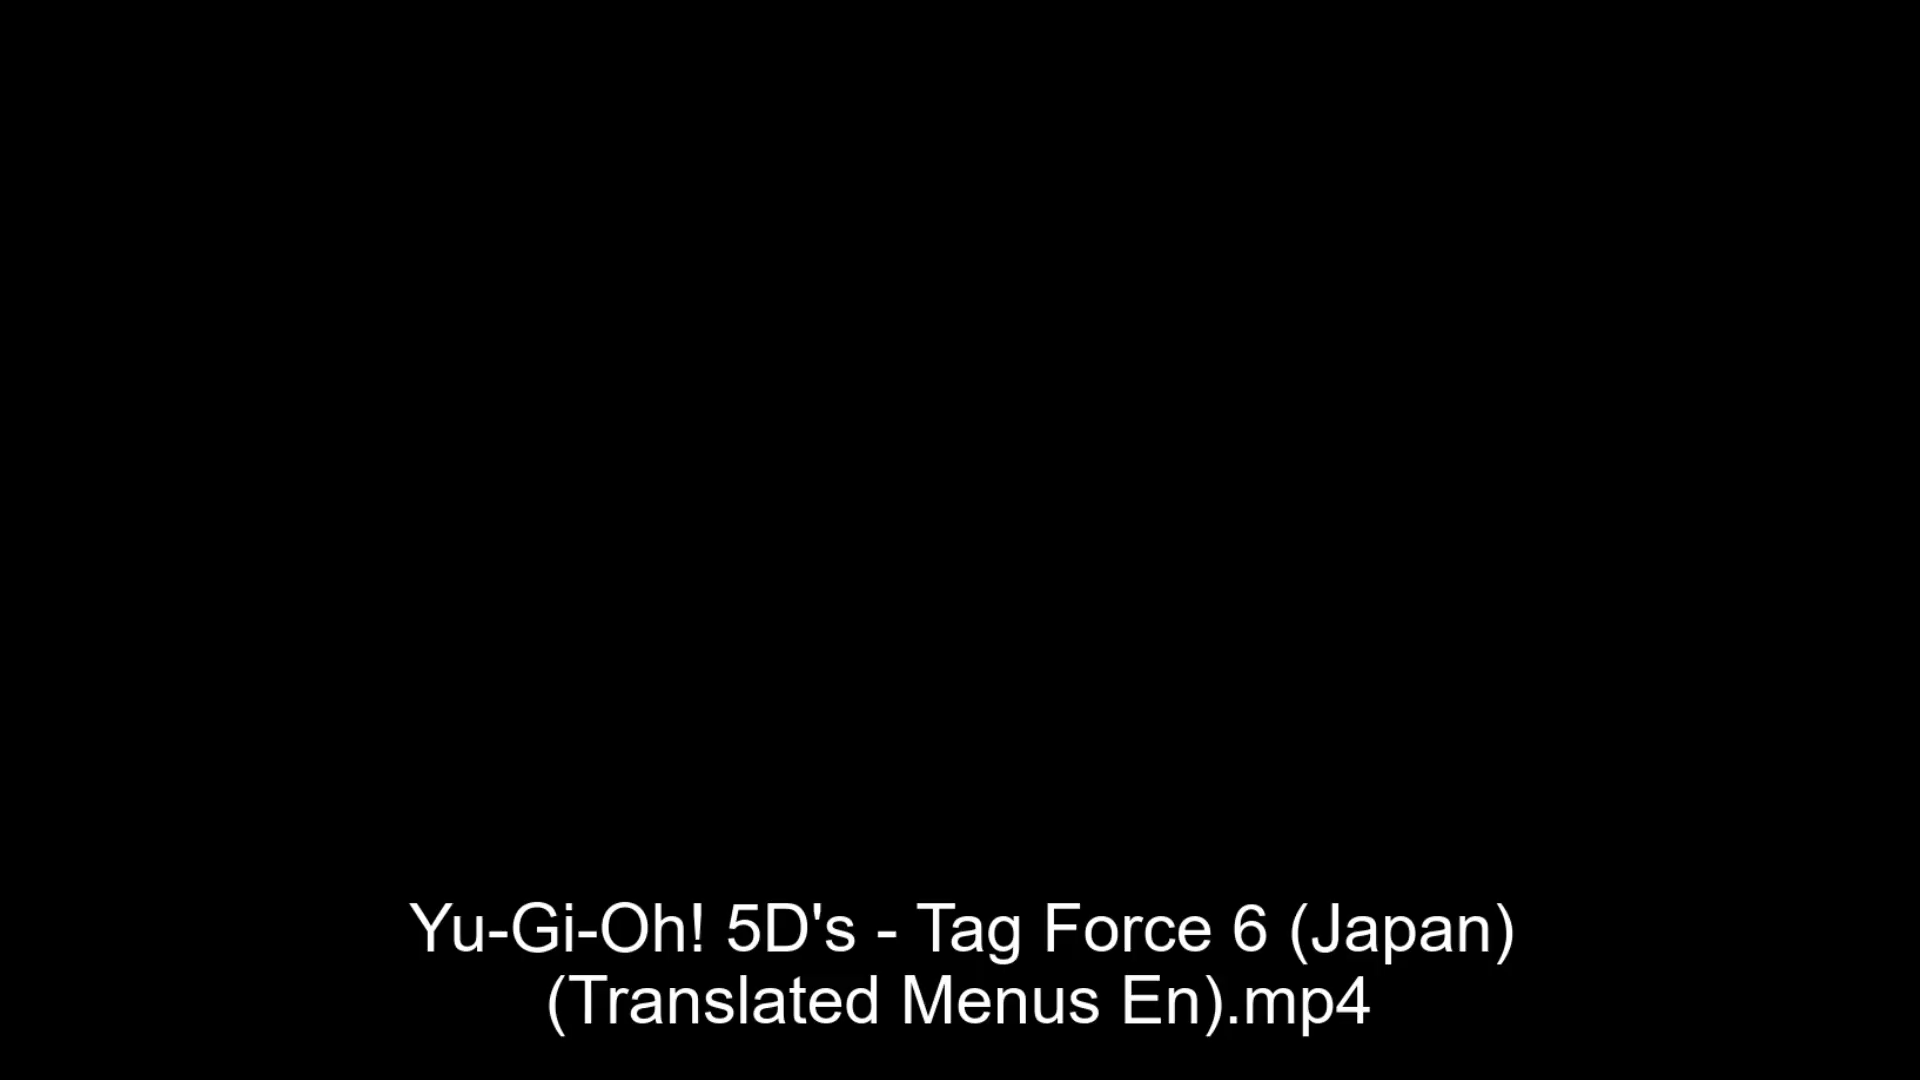 Yu-Gi-Oh! 5D's - Tag Force 6 (Japan)
(Translated Menus En).mp4